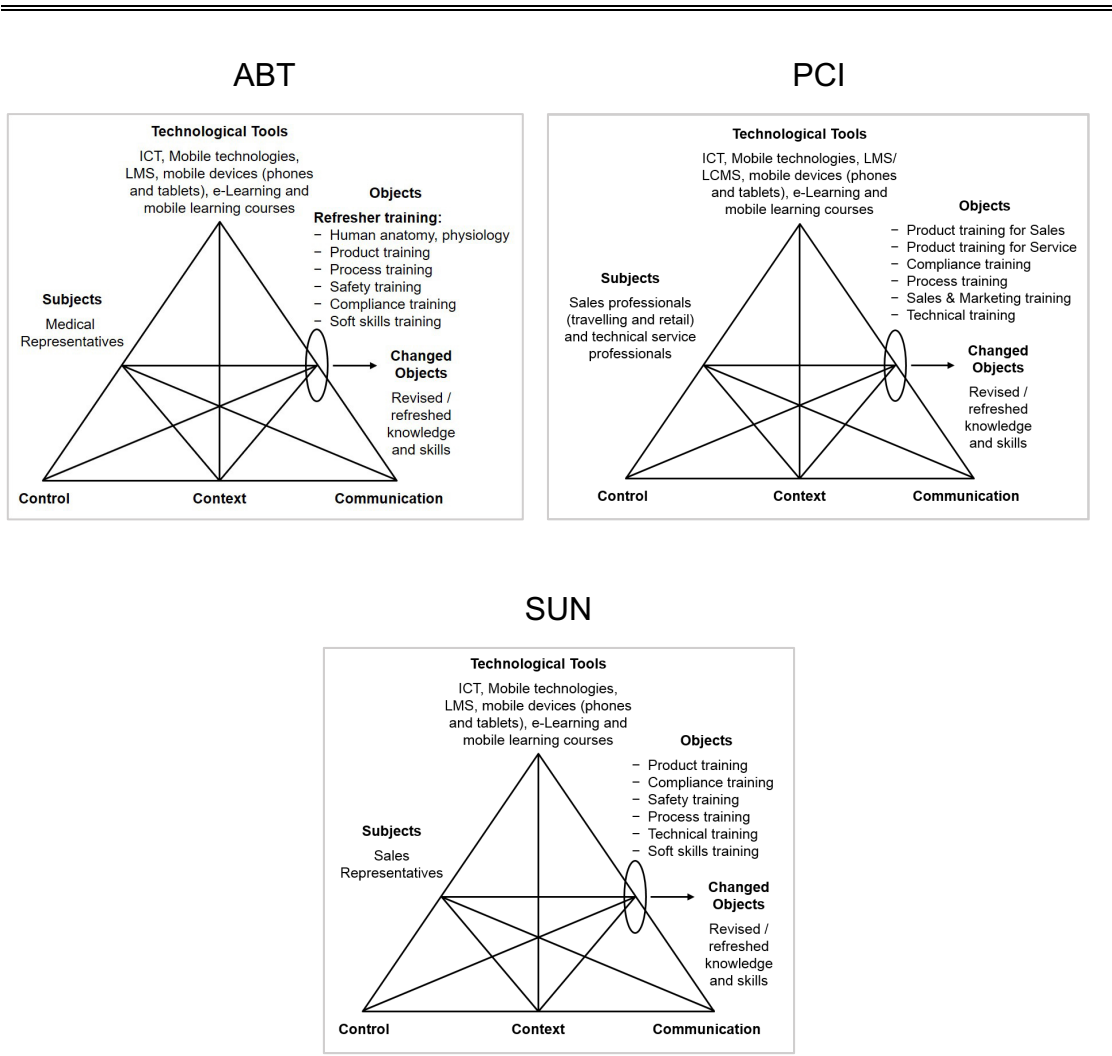 ABT
Technological Tools
ICT, Mobile technologies,
LMS, mobile devices (phones
and tablets), e-Learning and
mobile learning courses
Objects
Refresher training:
– Human anatomy, physiology
– Product training
– Process training
– Safety training
– Compliance training
– Soft skills training
Subjects
Medical
Representatives
Changed
Objects
Revised /
refreshed
knowledge
and skills
Control
Context
Communication
PCI
Technological Tools
ICT, Mobile technologies, LMS/
LCMS, mobile devices (phones
and tablets), e-Learning and
mobile learning courses
Objects
– Product training for Sales
– Product training for Service
– Compliance training
– Process training
– Sales & Marketing training
– Technical training
Subjects
Sales professionals
(travelling and retail)
and technical service
professionals
Changed
Objects
Revised /
refreshed
knowledge
and skills
Control
Context
Communication
SUN
Technological Tools
ICT, Mobile technologies,
LMS, mobile devices (phones
and tablets), e-Learning and
mobile learning courses
Objects
– Product training
– Compliance training
– Safety training
– Process training
– Technical training
– Soft skills training
Subjects
Sales
Representatives
Changed
Objects
Revised /
refreshed
knowledge
and skills
Control
Context
Communication